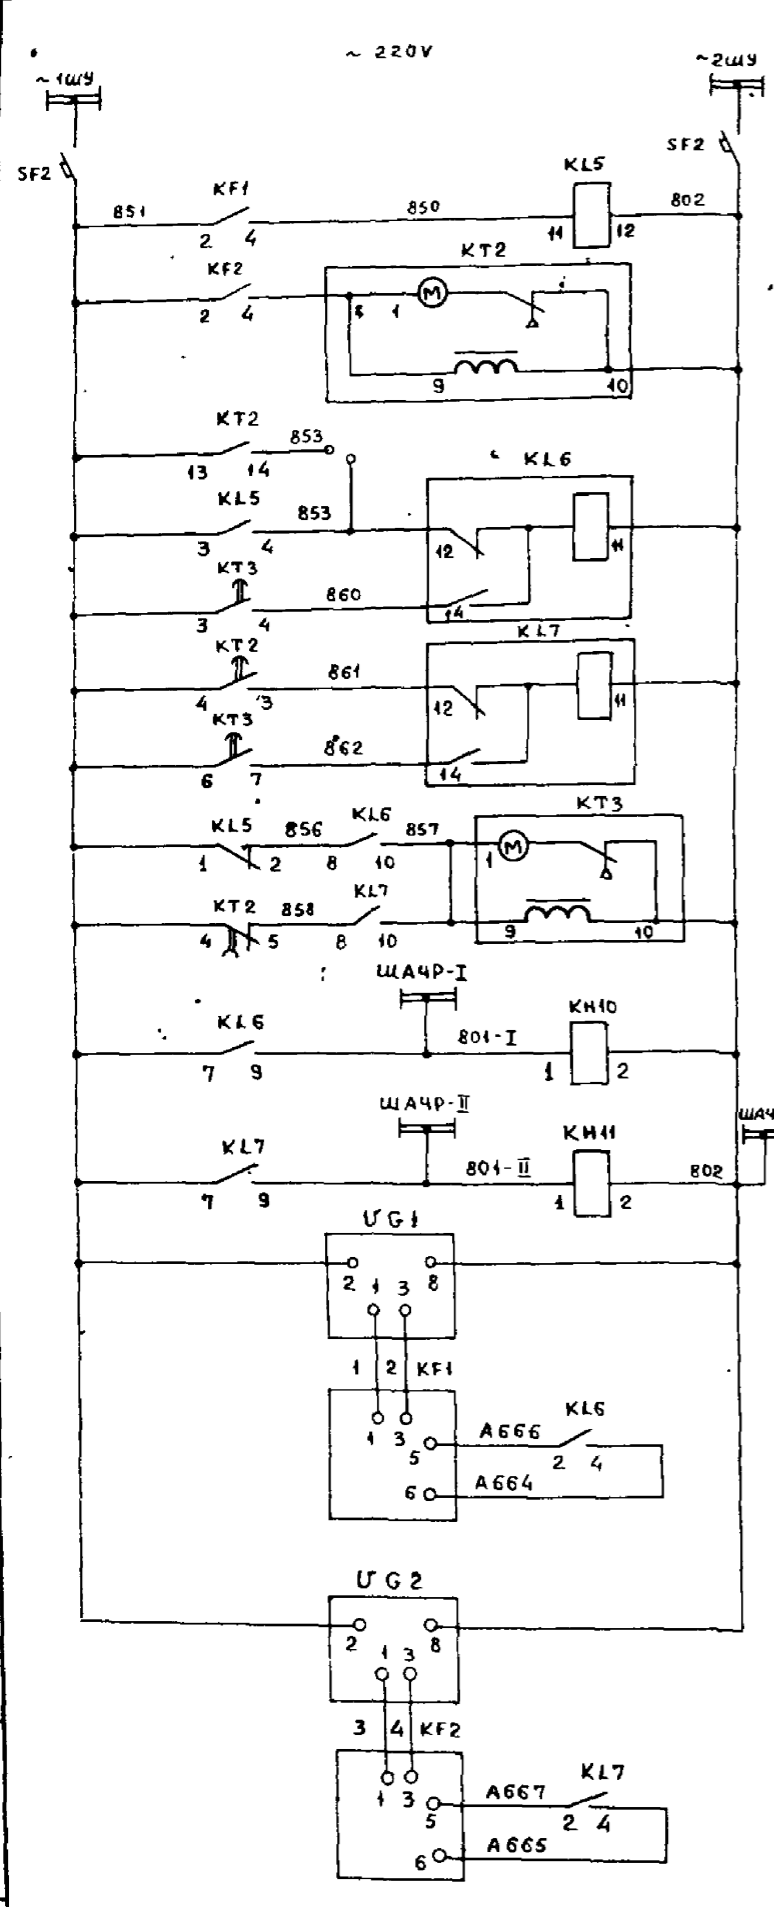 ~ 220V
~1ШУ ~2ШУ
SF2 SF2
KF1 KL5
851 850 802
2 4 11 12
KF2 KT2
2 4 1 M
9 10
KT2 853
13 14
KL6
KL5 853
3 4 12 11
KT3 860
3 4 14
KL7
KT2 861
4 3 12 11
KT3 862
6 7 14
KT3
KL5 856 KL6 857
1 2 8 10 1 M
KT2 858 KL7
4 5 8 10 9 10
ШАЧР-I
KL6 801-I KH10
7 9 1 2
ШАЧР-II ШАЧ
KL7 801-II KH11 802
7 9 1 2
UG1
2 1 3 8
1 2 KF1
1 3 5 A666 KL6
2 4
6 A664
UG2
2 1 3 8
3 4 KF2
1 3 5 A667 KL7
2 4
6 A665